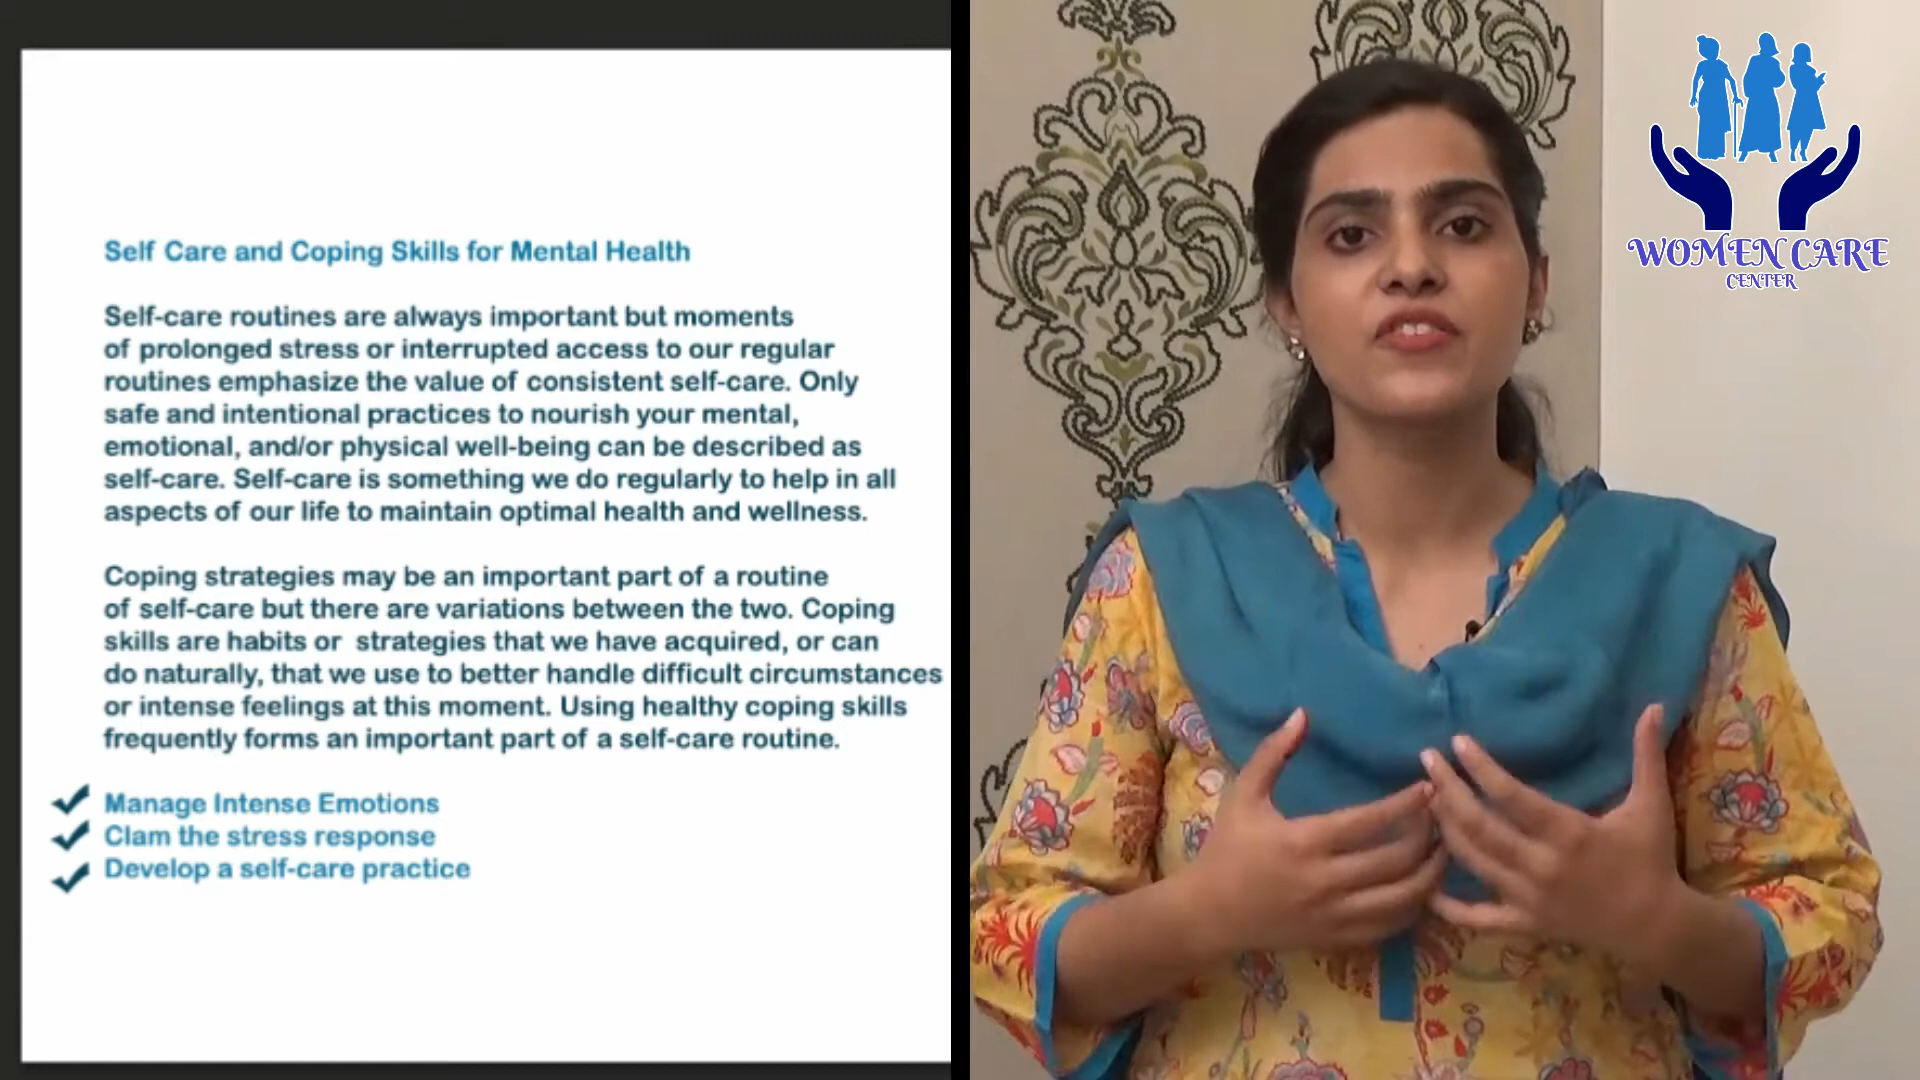 Self Care and Coping Skills for Mental Health
Self-care routines are always important but moments
of prolonged stress or interrupted access to our regular
routines emphasize the value of consistent self-care. Only
safe and intentional practices to nourish your mental,
emotional, and/or physical well-being can be described as
self-care. Self-care is something we do regularly to help in all
aspects of our life to maintain optimal health and wellness.
Coping strategies may be an important part of a routine
of self-care but there are variations between the two. Coping
skills are habits or strategies that we have acquired, or can
do naturally, that we use to better handle difficult circumstances
or intense feelings at this moment. Using healthy coping skills
frequently forms an important part of a self-care routine.
Manage Intense Emotions
Clam the stress response
Develop a self-care practice
WOMEN CARE
CENTER